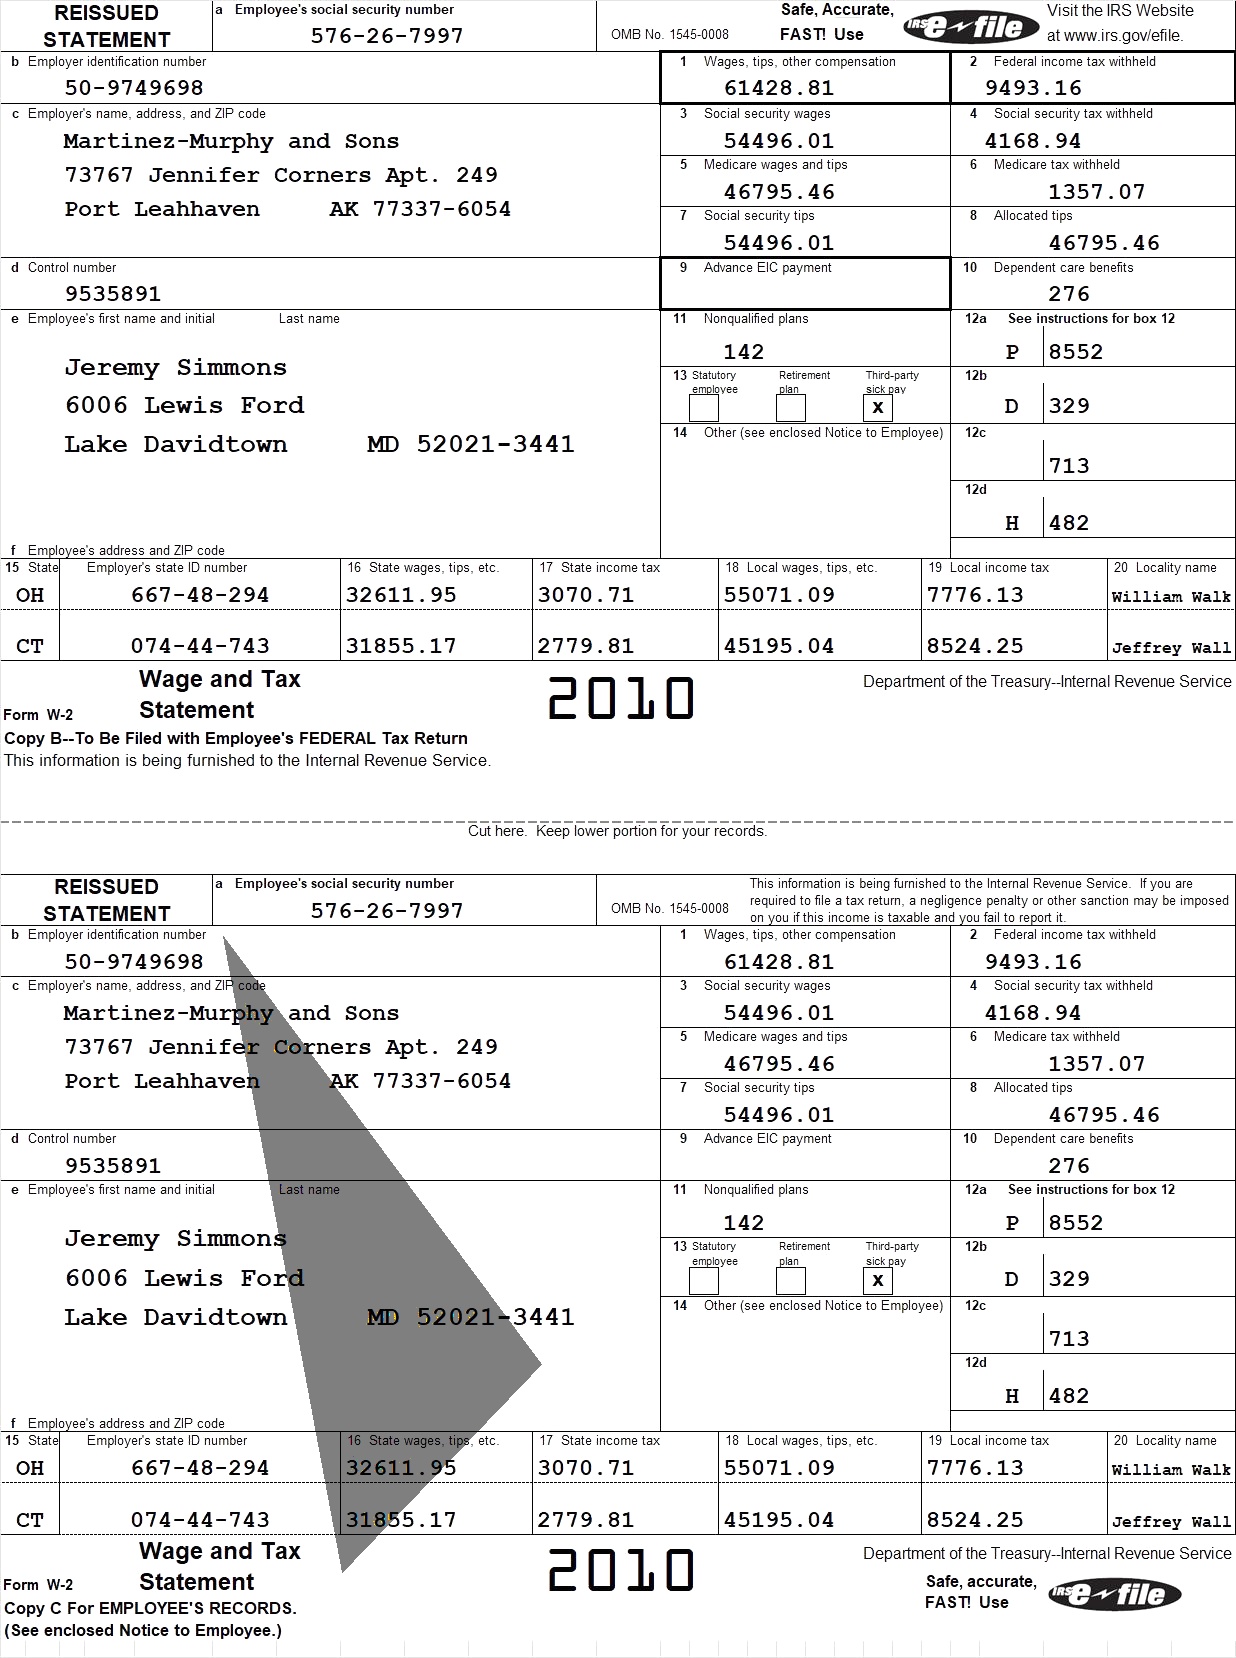 REISSUED STATEMENT
a Employee's social security number
576-26-7997
OMB No. 1545-0008
Safe, Accurate, FAST! Use
IRS e-file
Visit the IRS Website at www.irs.gov/efile.
b Employer identification number
50-9749698
1 Wages, tips, other compensation
61428.81
2 Federal income tax withheld
9493.16
c Employer's name, address, and ZIP code
Martinez-Murphy and Sons
73767 Jennifer Corners Apt. 249
Port Leahhaven AK 77337-6054
3 Social security wages
54496.01
4 Social security tax withheld
4168.94
5 Medicare wages and tips
46795.46
6 Medicare tax withheld
1357.07
7 Social security tips
54496.01
8 Allocated tips
46795.46
d Control number
9535891
9 Advance EIC payment
10 Dependent care benefits
276
e Employee's first name and initial Last name
Jeremy Simmons
6006 Lewis Ford
Lake Davidtown MD 52021-3441
11 Nonqualified plans
142
12a See instructions for box 12
P 8552
13 Statutory employee Retirement plan Third-party sick pay
X
12b
D 329
14 Other (see enclosed Notice to Employee)
12c
713
12d
H 482
f Employee's address and ZIP code
15 State Employer's state ID number 16 State wages, tips, etc. 17 State income tax 18 Local wages, tips, etc. 19 Local income tax 20 Locality name
OH 667-48-294 32611.95 3070.71 55071.09 7776.13 William Walk
CT 074-44-743 31855.17 2779.81 45195.04 8524.25 Jeffrey Wall
Form W-2
Wage and Tax Statement
2010
Department of the Treasury--Internal Revenue Service
Copy B--To Be Filed with Employee's FEDERAL Tax Return
This information is being furnished to the Internal Revenue Service.
Cut here. Keep lower portion for your records.
REISSUED STATEMENT
a Employee's social security number
576-26-7997
OMB No. 1545-0008
This information is being furnished to the Internal Revenue Service. If you are
required to file a tax return, a negligence penalty or other sanction may be imposed
on you if this income is taxable and you fail to report it.
b Employer identification number
50-9749698
1 Wages, tips, other compensation
61428.81
2 Federal income tax withheld
9493.16
c Employer's name, address, and ZIP code
Martinez-Murphy and Sons
73767 Jennifer Corners Apt. 249
Port Leahhaven AK 77337-6054
3 Social security wages
54496.01
4 Social security tax withheld
4168.94
5 Medicare wages and tips
46795.46
6 Medicare tax withheld
1357.07
7 Social security tips
54496.01
8 Allocated tips
46795.46
d Control number
9535891
9 Advance EIC payment
10 Dependent care benefits
276
e Employee's first name and initial Last name
Jeremy Simmons
6006 Lewis Ford
Lake Davidtown MD 52021-3441
11 Nonqualified plans
142
12a See instructions for box 12
P 8552
13 Statutory employee Retirement plan Third-party sick pay
X
12b
D 329
14 Other (see enclosed Notice to Employee)
12c
713
12d
H 482
f Employee's address and ZIP code
15 State Employer's state ID number 16 State wages, tips, etc. 17 State income tax 18 Local wages, tips, etc. 19 Local income tax 20 Locality name
OH 667-48-294 32611.95 3070.71 55071.09 7776.13 William Walk
CT 074-44-743 31855.17 2779.81 45195.04 8524.25 Jeffrey Wall
Form W-2
Wage and Tax Statement
2010
Department of the Treasury--Internal Revenue Service
Safe, accurate, FAST! Use
IRS e-file
Copy C For EMPLOYEE'S RECORDS.
(See enclosed Notice to Employee.)